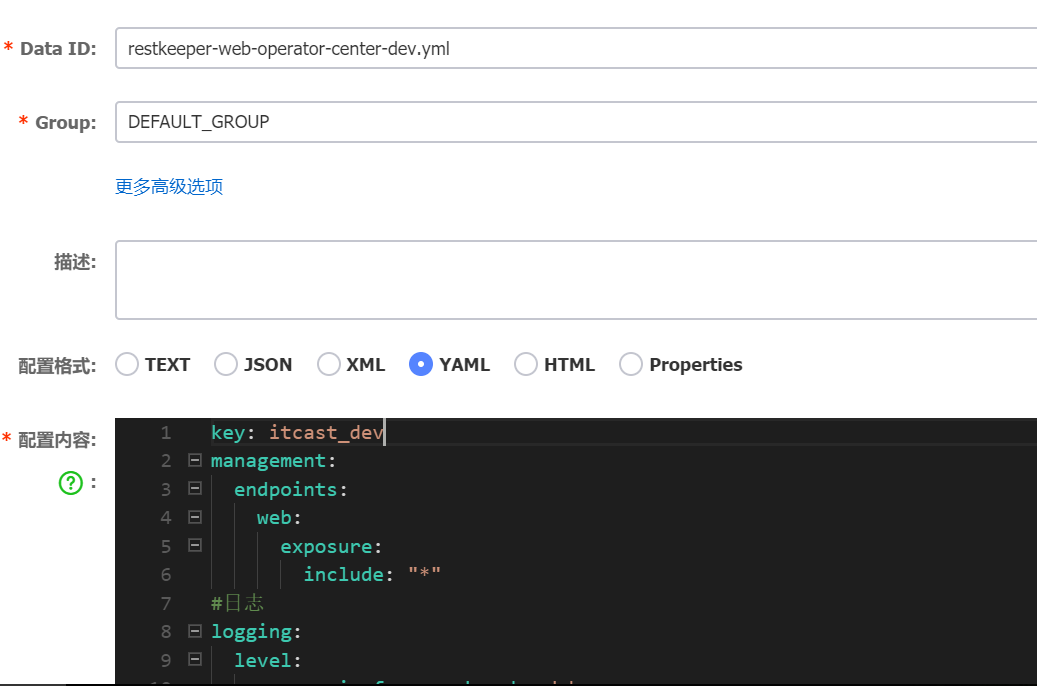 * Data ID: restkeeper-web-operator-center-dev.yml
* Group: DEFAULT_GROUP
更多高级选项
描述:
配置格式: TEXT JSON XML YAML HTML Properties
* 配置内容:
? :
1 key: itcast_dev
2 management:
3 endpoints:
4 web:
5 exposure:
6 include: "*"
7 #日志
8 logging:
9 level: